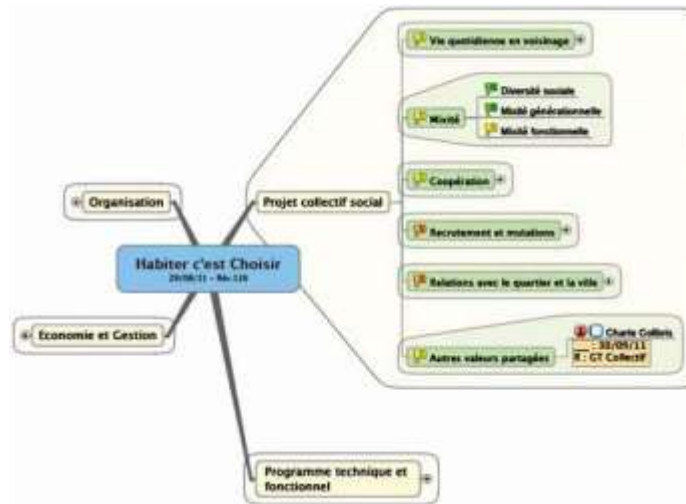 Vie quotidienne en voisinage
Diversité sociale
Mixité
Mixité générationnelle
Mixité fonctionnelle
Coopération
Organisation
Projet collectif social
Recrutement et mutations
Habiter c'est Choisir
Relations avec le quartier et la ville
Economie et Gestion
Charte Colibris
: 30/09/11
Autres valeurs partagées
R : GT Collectif
Programme technique et
fonctionnel